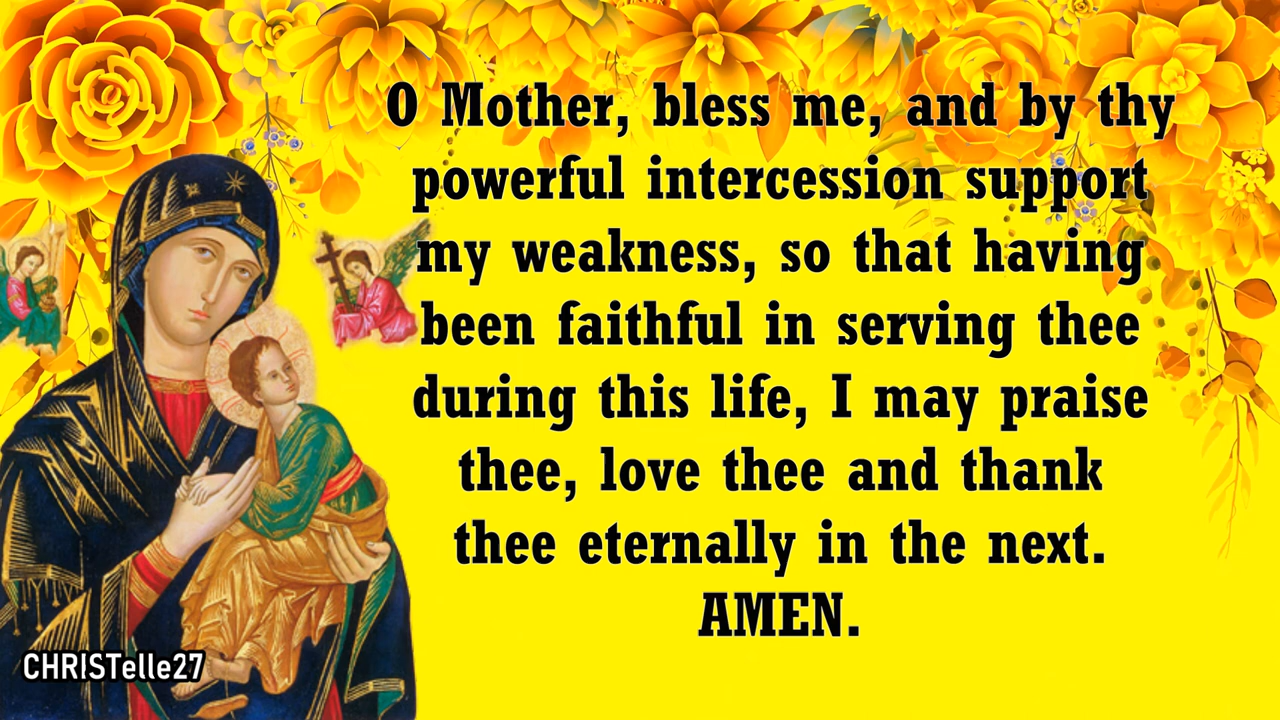 O Mother, bless me, and by thy
powerful intercession support
my weakness, so that having
been faithful in serving thee
during this life, I may praise
thee, love thee and thank
thee eternally in the next.
AMEN.
CHRISTelle27